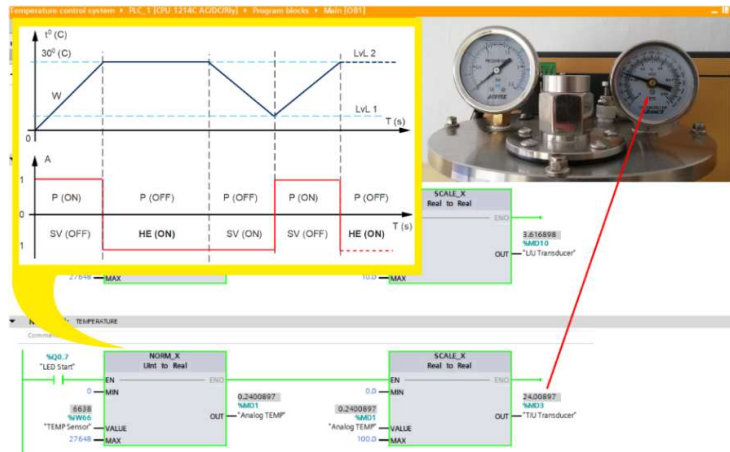 Temperature control system ▸ PLC_1 [CPU 1214C AC/DC/Rly] ▸ Program blocks ▸ Main [OB1]
t⁰ (C)
30⁰ (C)
LvL 2
W
LvL 1
T (s)
0
A
1
P (ON)
P (OFF)
P (OFF)
P (ON)
P (OFF)
0
T (s)
SV (OFF)
HE (ON)
SV (ON)
SV (OFF)
HE (ON)
1
27648
MAX
SCALE_X
Real to Real
ENO
3.616898
%MD10
OUT
"L/U Transducer"
10.0
MAX
TEMPERATURE
%Q0.7
"LED Start"
NORM_X
UInt to Real
EN
ENO
0
MIN
0.2400897
%MD1
OUT
"Analog TEMP"
6638
%IW66
"TEMP Sensor"
VALUE
27648
MAX
SCALE_X
Real to Real
EN
ENO
0.0
MIN
24.00897
%MD3
OUT
"T/U Transducer"
0.2400897
%MD1
"Analog TEMP"
VALUE
100.0
MAX